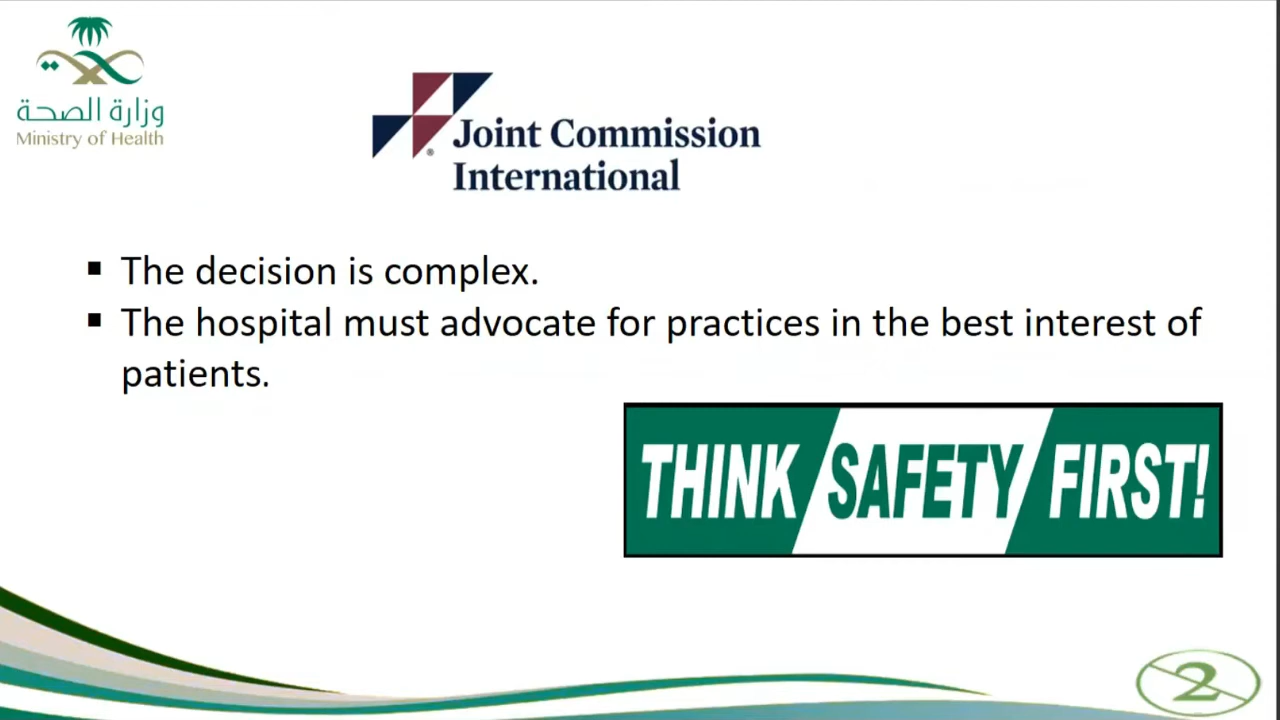 وزارة الصحة
Ministry of Health
Joint Commission
International
®
▪ The decision is complex.
▪ The hospital must advocate for practices in the best interest of
patients.
THINK SAFETY FIRST!
2